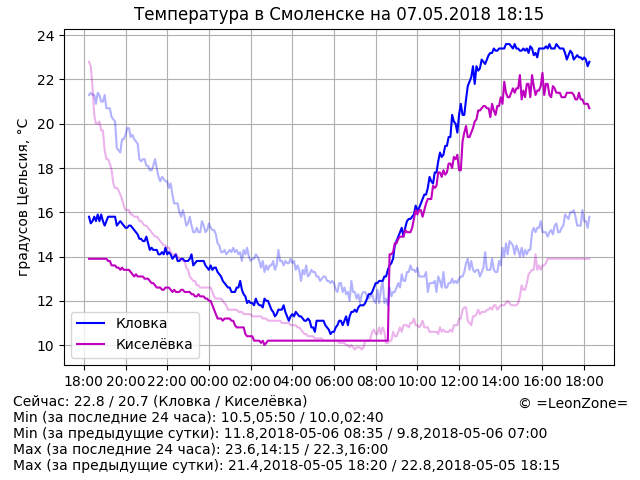 Температура в Смоленске на 07.05.2018 18:15
градусов Цельсия, °C
24
22
20
18
16
14
12
10
Кловка
Киселёвка
18:00 20:00 22:00 00:00 02:00 04:00 06:00 08:00 10:00 12:00 14:00 16:00 18:00
Сейчас: 22.8 / 20.7 (Кловка / Киселёвка)
© =LeonZone=
Min (за последние 24 часа): 10.5,05:50 / 10.0,02:40
Min (за предыдущие сутки): 11.8,2018-05-06 08:35 / 9.8,2018-05-06 07:00
Max (за последние 24 часа): 23.6,14:15 / 22.3,16:00
Max (за предыдущие сутки): 21.4,2018-05-05 18:20 / 22.8,2018-05-05 18:15